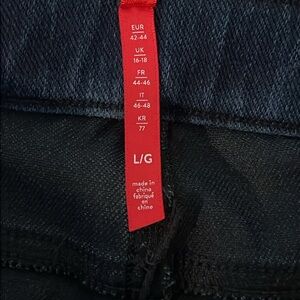 EUR
42-44
UK
16-18
FR
44-46
IT
46-48
KR
77
L/G
made in
china
fabriqué
en
chine